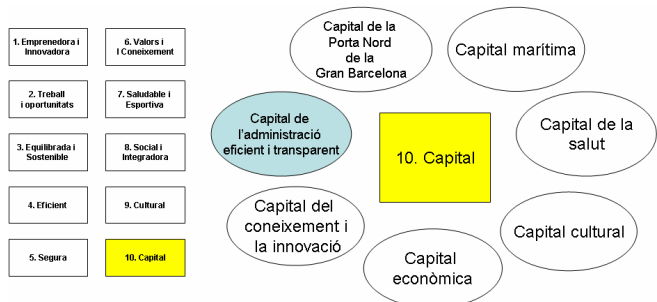 1. Emprenedora i
Innovadora
2. Treball
i oportunitats
3. Equilibrada i
Sostenible
4. Eficient
5. Segura
6. Valors i
l Coneixement
7. Saludable i
Esportiva
8. Social i
Integradora
9. Cultural
10. Capital
Capital de la
Porta Nord
de la
Gran Barcelona
Capital marítima
Capital de
l'administració
eficient i transparent
10. Capital
Capital de la
salut
Capital del
coneixement i
la innovació
Capital cultural
Capital
econòmica